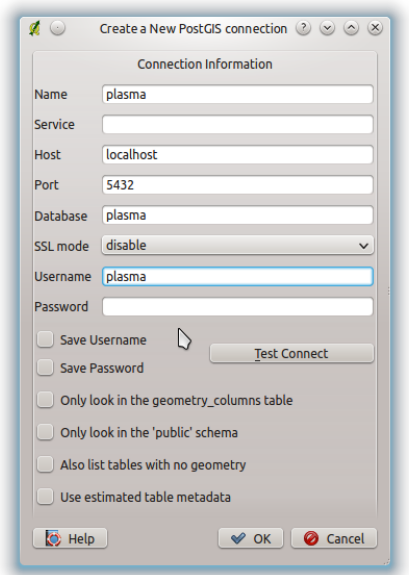 Create a New PostGIS connection
Connection Information
Name plasma
Service
Host localhost
Port 5432
Database plasma
SSL mode disable
Username plasma
Password
Save Username
Test Connect
Save Password
Only look in the geometry_columns table
Only look in the 'public' schema
Also list tables with no geometry
Use estimated table metadata
Help OK Cancel